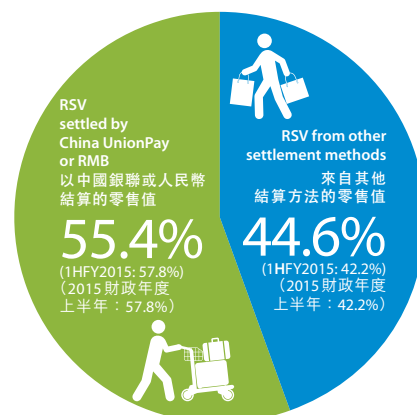 RSV
settled by
China UnionPay
or RMB
以中國銀聯或人民幣
結算的零售值
55.4%
(1HFY2015: 57.8%)
（2015財政年度
上半年：57.8%）
RSV from other
settlement methods
來自其他
結算方法的零售值
44.6%
(1HFY2015: 42.2%)
（2015財政年度
上半年：42.2%）